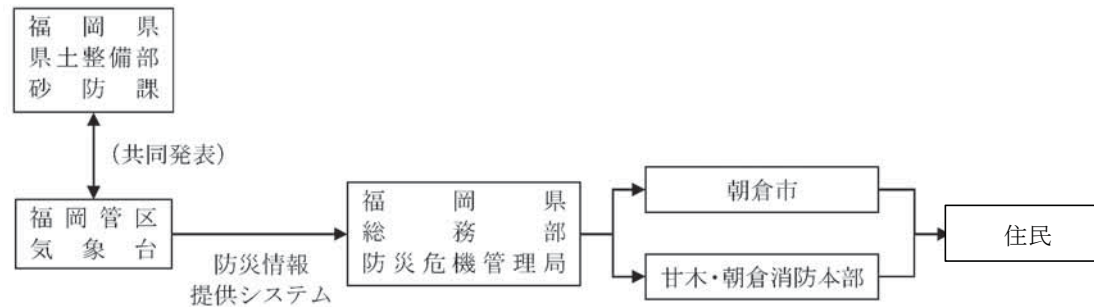 福岡県
県土整備部
砂防課
（共同発表）
福岡管区
気象台
防災情報
提供システム
福岡県
総務部
防災危機管理局
朝倉市
甘木・朝倉消防本部
住民